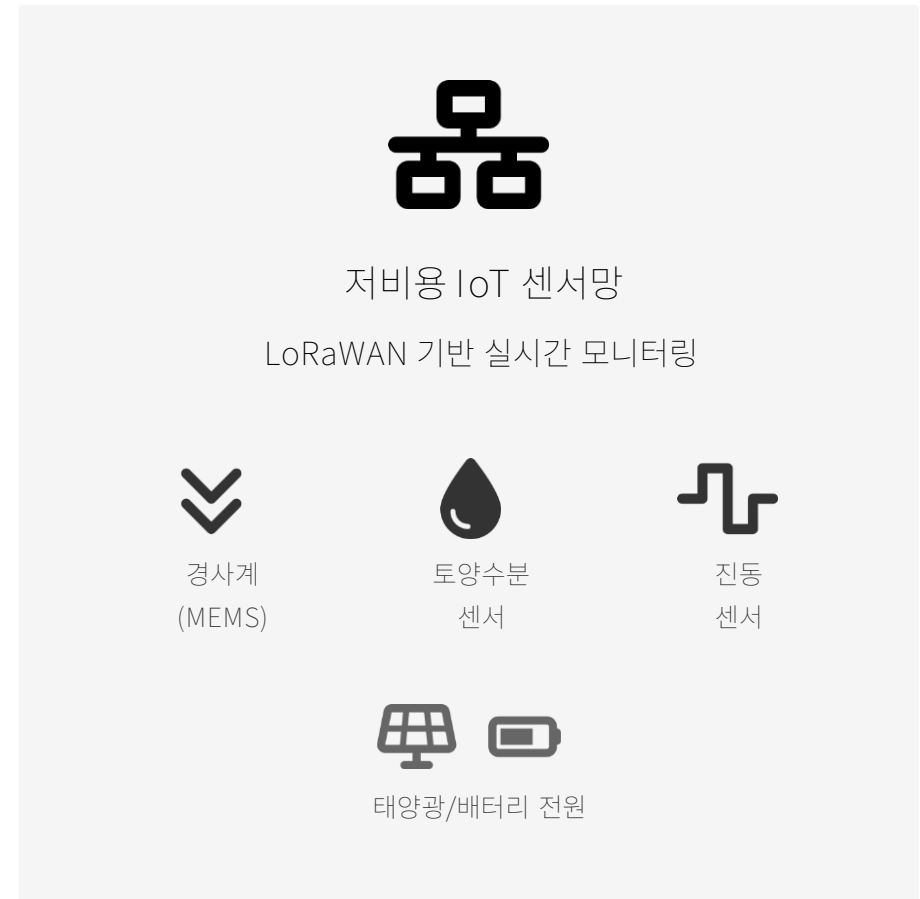 저비용 IoT 센서망
LoRaWAN 기반 실시간 모니터링
경사계
(MEMS)
토양수분
센서
진동
센서
태양광/배터리 전원